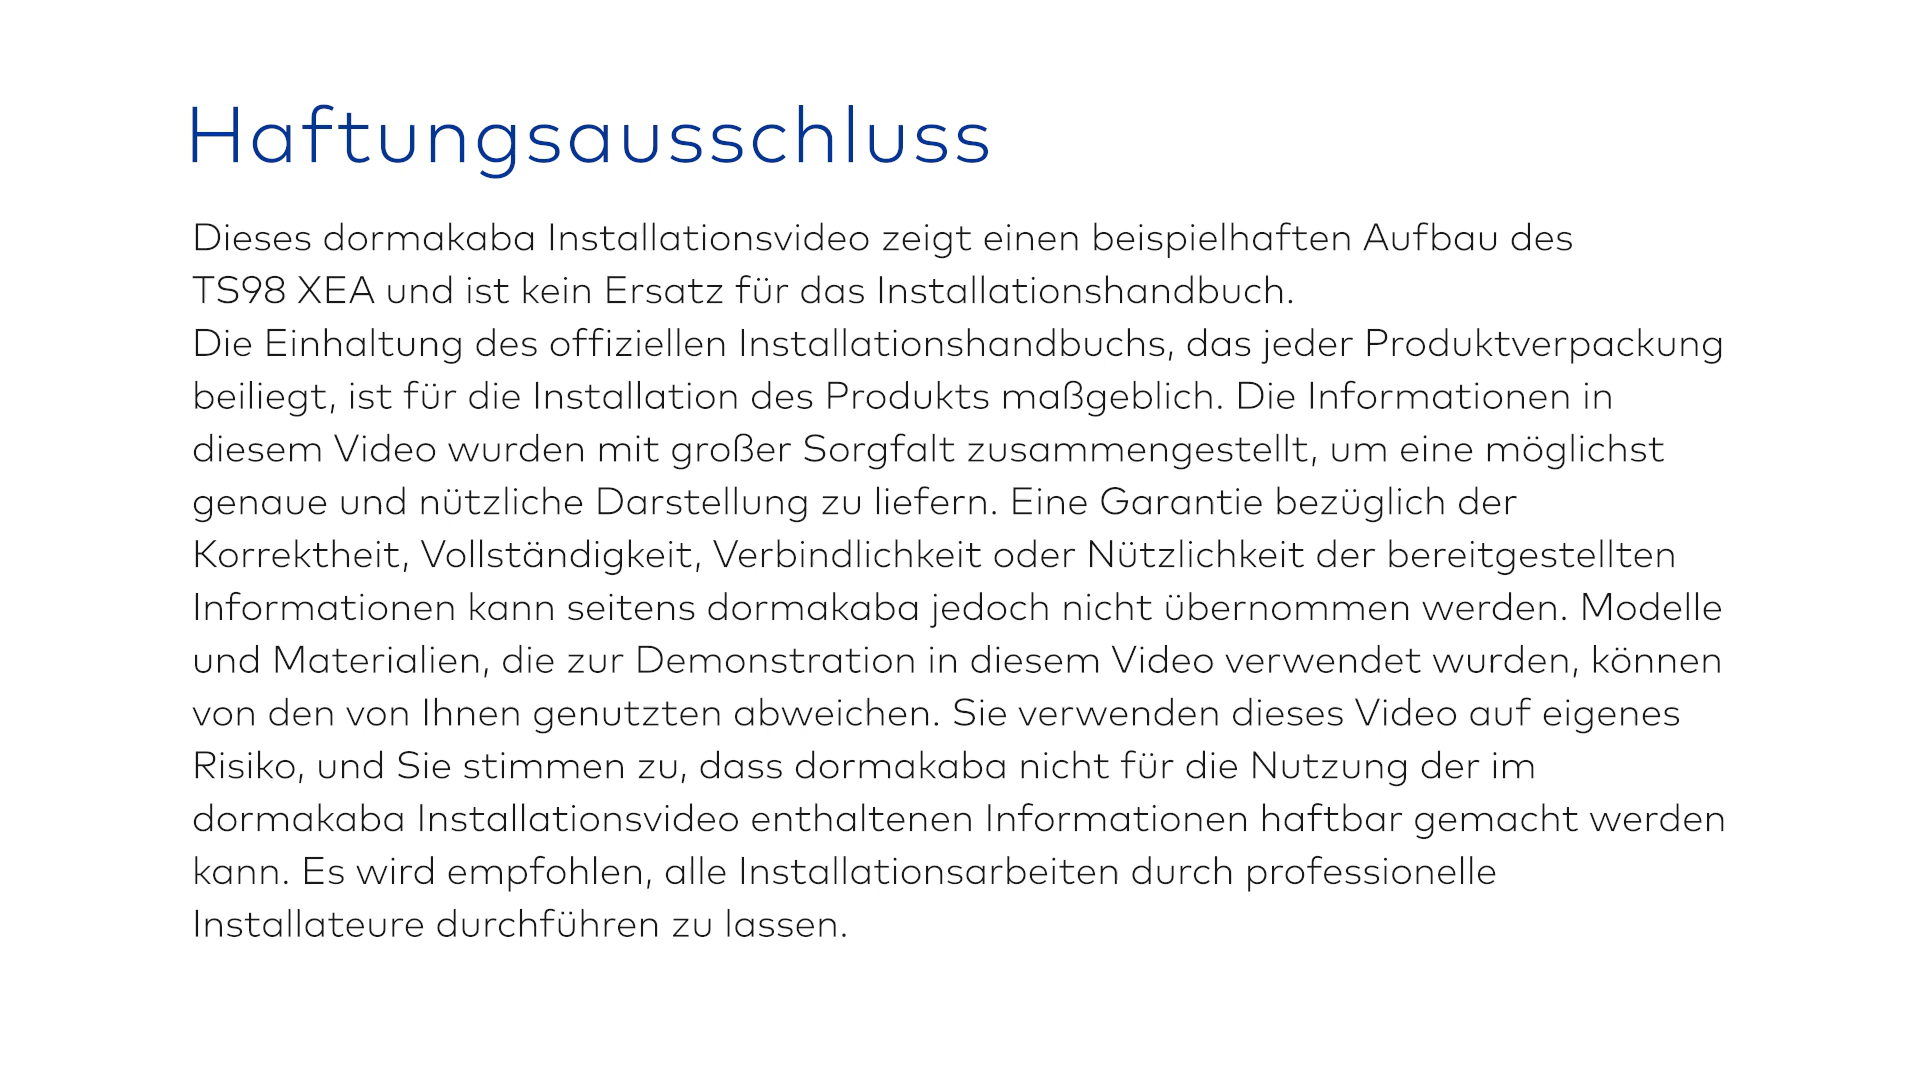 Haftungsausschluss
Dieses dormakaba Installationsvideo zeigt einen beispielhaften Aufbau des
TS98 XEA und ist kein Ersatz für das Installationshandbuch.
Die Einhaltung des offiziellen Installationshandbuchs, das jeder Produktverpackung
beiliegt, ist für die Installation des Produkts maßgeblich. Die Informationen in
diesem Video wurden mit großer Sorgfalt zusammengestellt, um eine möglichst
genaue und nützliche Darstellung zu liefern. Eine Garantie bezüglich der
Korrektheit, Vollständigkeit, Verbindlichkeit oder Nützlichkeit der bereitgestellten
Informationen kann seitens dormakaba jedoch nicht übernommen werden. Modelle
und Materialien, die zur Demonstration in diesem Video verwendet wurden, können
von den von Ihnen genutzten abweichen. Sie verwenden dieses Video auf eigenes
Risiko, und Sie stimmen zu, dass dormakaba nicht für die Nutzung der im
dormakaba Installationsvideo enthaltenen Informationen haftbar gemacht werden
kann. Es wird empfohlen, alle Installationsarbeiten durch professionelle
Installateure durchführen zu lassen.